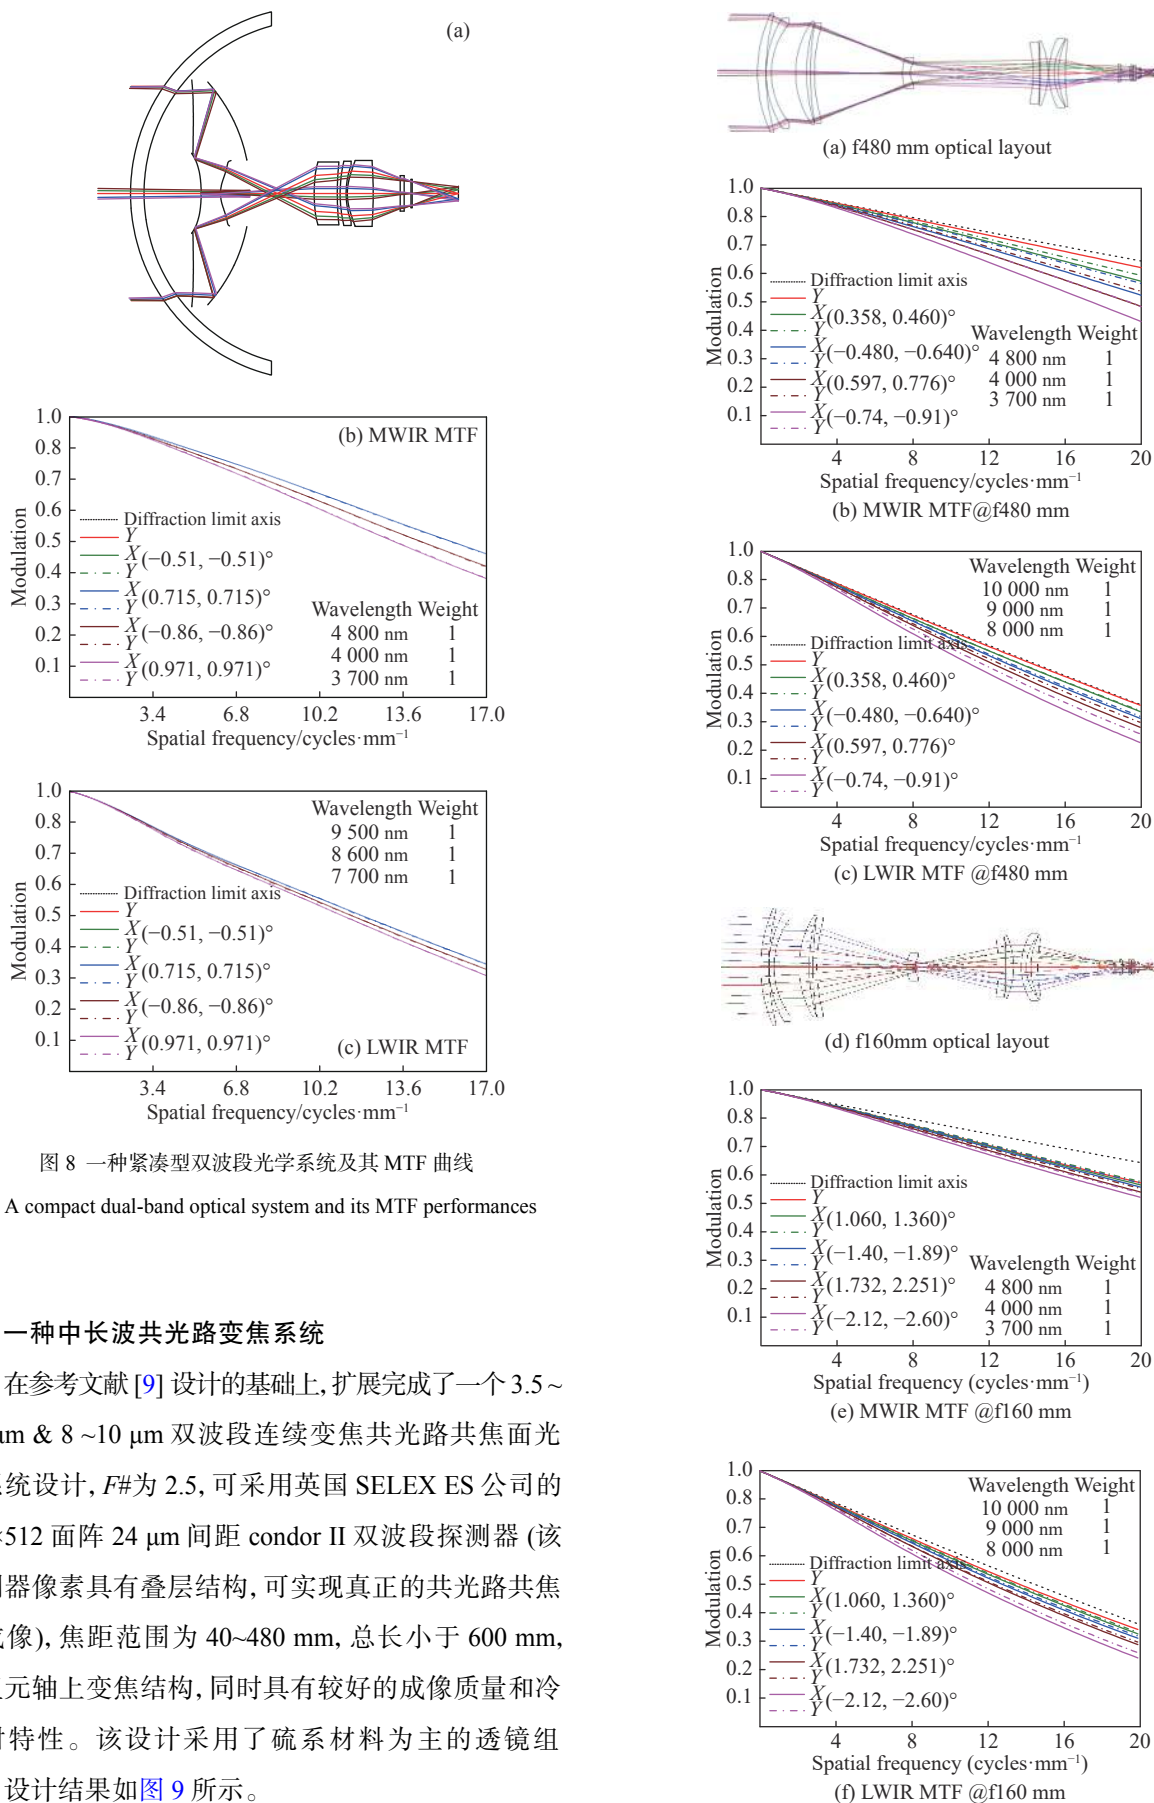 (a)
1.0
0.9
0.8
0.7
0.6
0.5
0.4
0.3
0.2
0.1
Modulation
(b) MWIR MTF
Diffraction limit axis
Y
X
(−0.51, −0.51)°
Y
X
(0.715, 0.715)°
Y
X
(−0.86, −0.86)°
Y
X
(0.971, 0.971)°
Y
Wavelength Weight
4 800 nm 1
4 000 nm 1
3 700 nm 1
3.4 6.8 10.2 13.6 17.0
Spatial frequency/cycles·mm⁻¹
1.0
0.9
0.8
0.7
0.6
0.5
0.4
0.3
0.2
0.1
Modulation
Wavelength Weight
9 500 nm 1
8 600 nm 1
7 700 nm 1
Diffraction limit axis
Y
X
(−0.51, −0.51)°
Y
X
(0.715, 0.715)°
Y
X
(−0.86, −0.86)°
Y
X
(0.971, 0.971)°
Y
(c) LWIR MTF
3.4 6.8 10.2 13.6 17.0
Spatial frequency/cycles·mm⁻¹
图 8 一种紧凑型双波段光学系统及其 MTF 曲线
A compact dual-band optical system and its MTF performances
一种中长波共光路变焦系统
在参考文献 [9] 设计的基础上, 扩展完成了一个 3.5 ~
μm & 8 ~10 μm 双波段连续变焦共光路共焦面光
系统设计, F#为 2.5, 可采用英国 SELEX ES 公司的
×512 面阵 24 μm 间距 condor II 双波段探测器 (该
测器像素具有叠层结构, 可实现真正的共光路共焦
成像), 焦距范围为 40~480 mm, 总长小于 600 mm,
元轴上变焦结构, 同时具有较好的成像质量和冷
射特性。该设计采用了硫系材料为主的透镜组
设计结果如图 9 所示。
(a) f480 mm optical layout
1.0
0.9
0.8
0.7
0.6
0.5
0.4
0.3
0.2
0.1
Modulation
Diffraction limit axis
Y
X
(0.358, 0.460)°
Y
X
(−0.480, −0.640)°
Y
X
(0.597, 0.776)°
Y
X
(−0.74, −0.91)°
Y
Wavelength Weight
4 800 nm 1
4 000 nm 1
3 700 nm 1
4 8 12 16 20
Spatial frequency/cycles·mm⁻¹
(b) MWIR MTF@f480 mm
1.0
0.9
0.8
0.7
0.6
0.5
0.4
0.3
0.2
0.1
Modulation
Wavelength Weight
10 000 nm 1
9 000 nm 1
8 000 nm 1
Diffraction limit axis
Y
X
(0.358, 0.460)°
Y
X
(−0.480, −0.640)°
Y
X
(0.597, 0.776)°
Y
X
(−0.74, −0.91)°
Y
4 8 12 16 20
Spatial frequency/cycles·mm⁻¹
(c) LWIR MTF @f480 mm
(d) f160mm optical layout
1.0
0.9
0.8
0.7
0.6
0.5
0.4
0.3
0.2
0.1
Modulation
Diffraction limit axis
Y
X
(1.060, 1.360)°
Y
X
(−1.40, −1.89)°
Y
X
(1.732, 2.251)°
Y
X
(−2.12, −2.60)°
Y
Wavelength Weight
4 800 nm 1
4 000 nm 1
3 700 nm 1
4 8 12 16 20
Spatial frequency (cycles·mm⁻¹)
(e) MWIR MTF @f160 mm
1.0
0.9
0.8
0.7
0.6
0.5
0.4
0.3
0.2
0.1
Modulation
Wavelength Weight
10 000 nm 1
9 000 nm 1
8 000 nm 1
Diffraction limit axis
Y
X
(1.060, 1.360)°
Y
X
(−1.40, −1.89)°
Y
X
(1.732, 2.251)°
Y
X
(−2.12, −2.60)°
Y
4 8 12 16 20
Spatial frequency (cycles·mm⁻¹)
(f) LWIR MTF @f160 mm